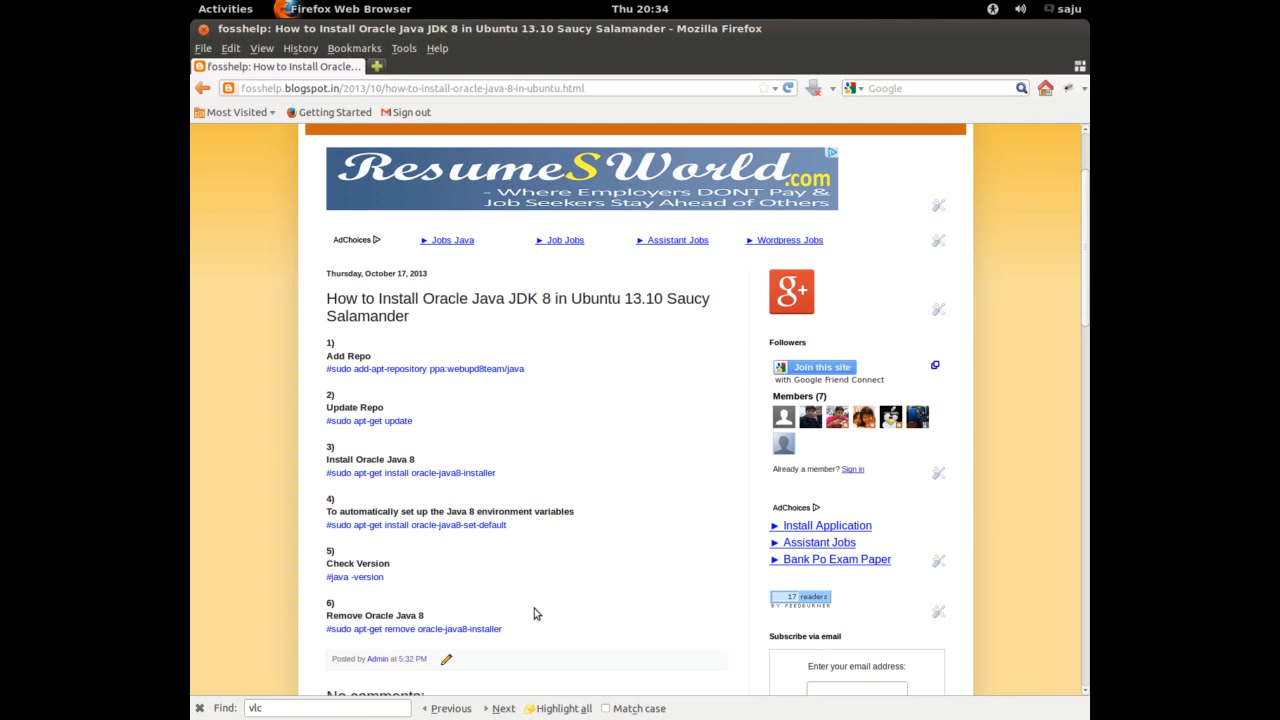 Activities
Firefox Web Browser
Thu 20:34
saju
fosshelp: How to Install Oracle Java JDK 8 in Ubuntu 13.10 Saucy Salamander - Mozilla Firefox
File Edit View History Bookmarks Tools Help
fosshelp: How to Install Oracle...
fosshelp.blogspot.in/2013/10/how-to-install-oracle-java-8-in-ubuntu.html
Google
Most Visited
Getting Started
Sign out
ResumeSWorld.com
- Where Employers DONT Pay &
Job Seekers Stay Ahead of Others
AdChoices
► Jobs Java
► Job Jobs
► Assistant Jobs
► Wordpress Jobs
Thursday, October 17, 2013
How to Install Oracle Java JDK 8 in Ubuntu 13.10 Saucy
Salamander
1)
Add Repo
#sudo add-apt-repository ppa:webupd8team/java
2)
Update Repo
#sudo apt-get update
3)
Install Oracle Java 8
#sudo apt-get install oracle-java8-installer
4)
To automatically set up the Java 8 environment variables
#sudo apt-get install oracle-java8-set-default
5)
Check Version
#java -version
6)
Remove Oracle Java 8
#sudo apt-get remove oracle-java8-installer
Posted by Admin at 5:32 PM
No comments:
g+
Followers
Join this site
with Google Friend Connect
Members (7)
Already a member? Sign in
AdChoices
► Install Application
► Assistant Jobs
► Bank Po Exam Paper
17 readers
BY FEEDBURNER
Subscribe via email
Enter your email address:
Find: vlc
Previous
Next
Highlight all
Match case